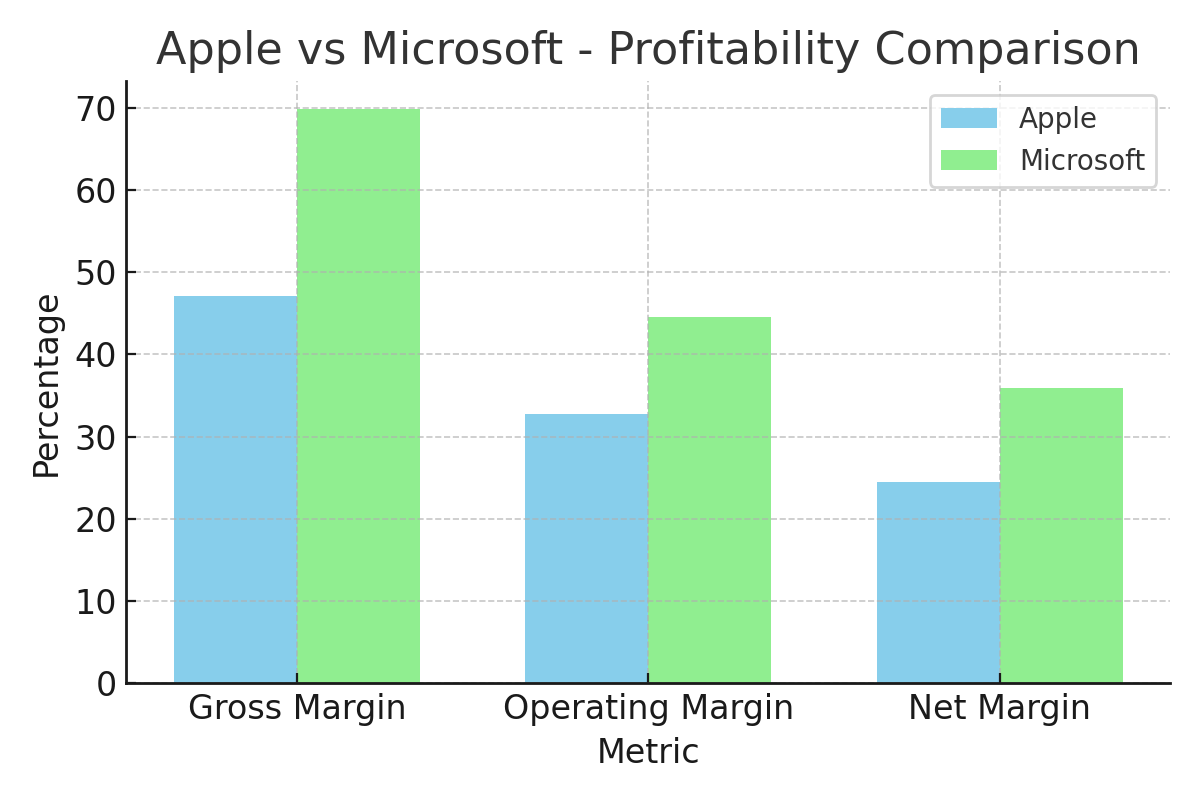 Apple vs Microsoft - Profitability Comparison
Apple
Microsoft
70
60
50
40
30
20
10
0
Percentage
Gross Margin
Operating Margin
Net Margin
Metric